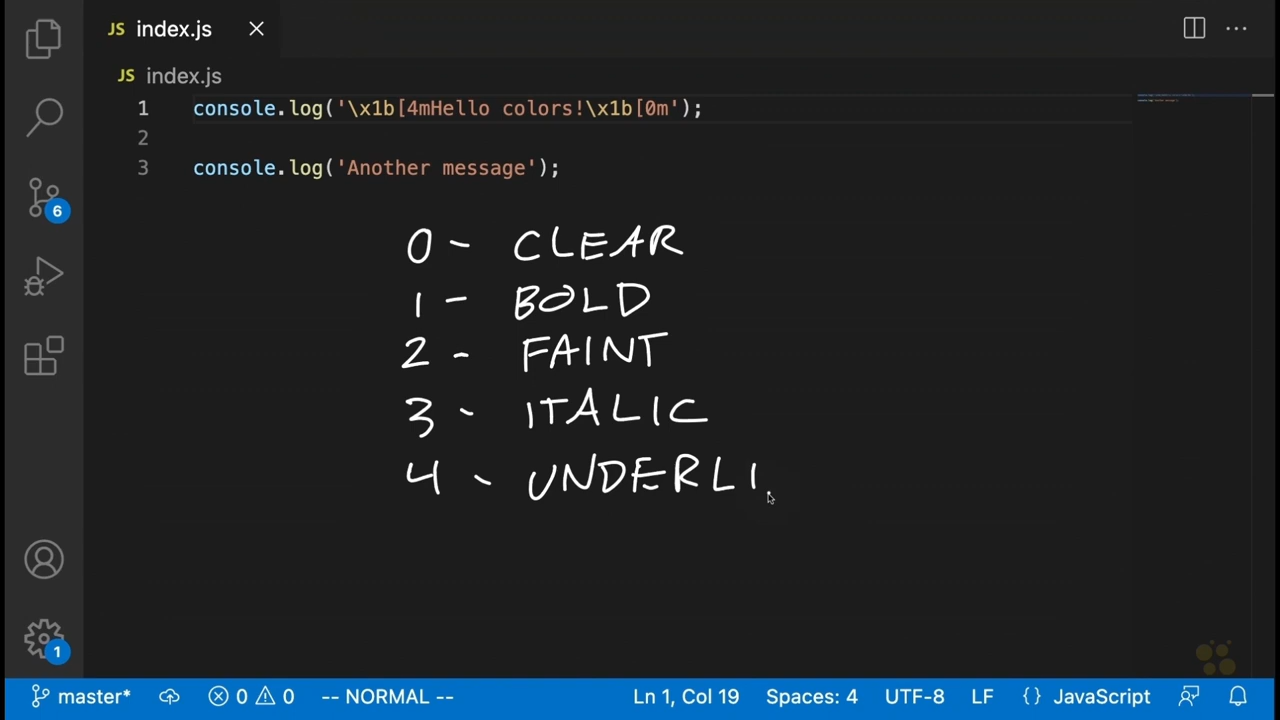 JS index.js
JS index.js
1 console.log('\x1b[4mHello colors!\x1b[0m');
2
3 console.log('Another message');
0 - CLEAR
1 - BOLD
2 - FAINT
3 - ITALIC
4 - UNDERLI
6
1
master* 0 0 -- NORMAL -- Ln 1, Col 19 Spaces: 4 UTF-8 LF {} JavaScript